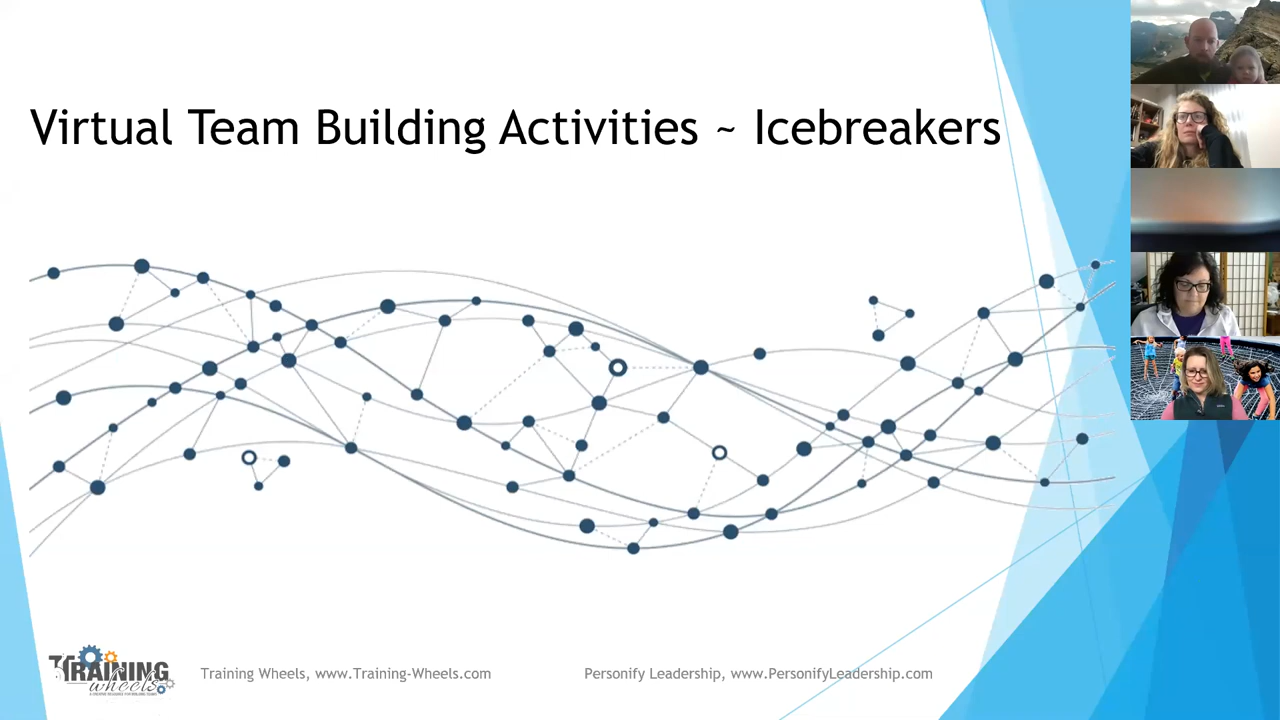 Virtual Team Building Activities ~ Icebreakers
TRAINING
wheels
Training Wheels, www.Training-Wheels.com
Personify Leadership, www.PersonifyLeadership.com